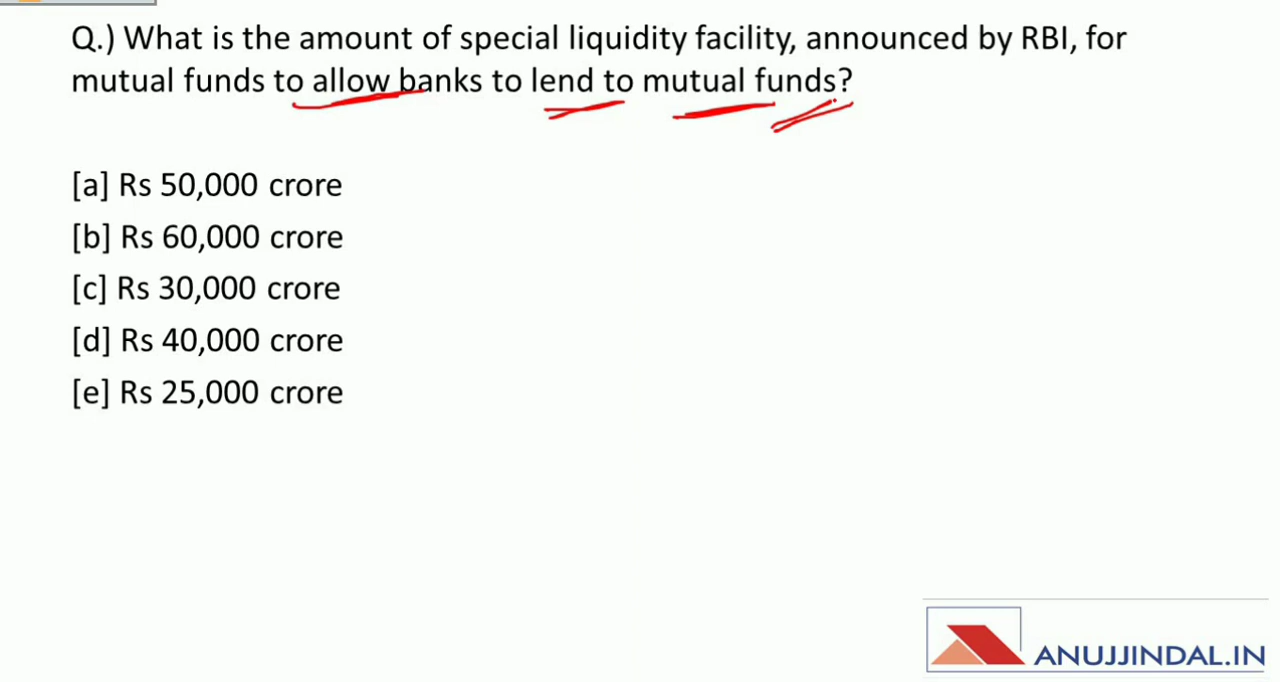 Q.) What is the amount of special liquidity facility, announced by RBI, for
mutual funds to allow banks to lend to mutual funds?
[a] Rs 50,000 crore
[b] Rs 60,000 crore
[c] Rs 30,000 crore
[d] Rs 40,000 crore
[e] Rs 25,000 crore
ANUJJINDAL.IN